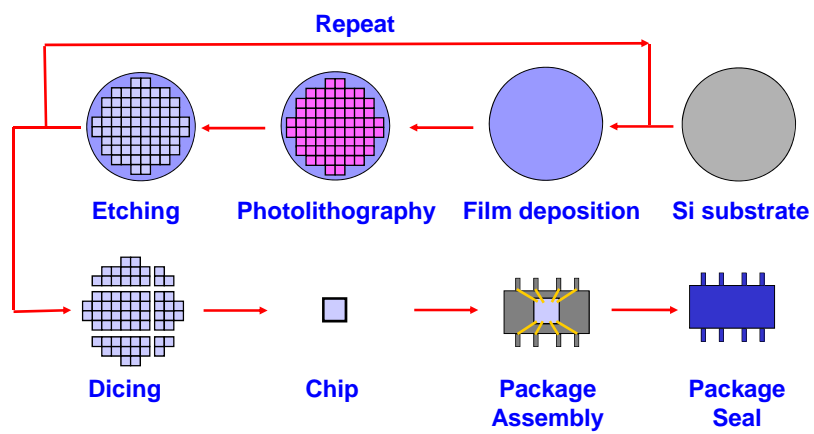 Repeat
Etching
Photolithography
Film deposition
Si substrate
Dicing
Chip
Package
Assembly
Package
Seal